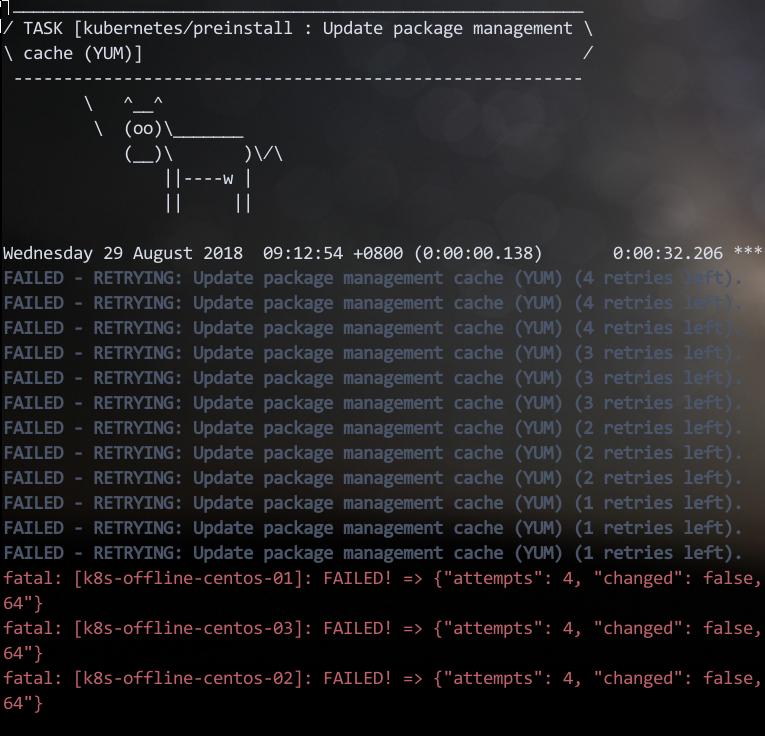 _________________________________________________________
/ TASK [kubernetes/preinstall : Update package management \
\ cache (YUM)]                                            /
 ---------------------------------------------------------
        \   ^__^
         \  (oo)\_______
            (__)\       )\/\
                ||----w |
                ||     ||

Wednesday 29 August 2018  09:12:54 +0800 (0:00:00.138)       0:00:32.206 ***
FAILED - RETRYING: Update package management cache (YUM) (4 retries left).
FAILED - RETRYING: Update package management cache (YUM) (4 retries left).
FAILED - RETRYING: Update package management cache (YUM) (4 retries left).
FAILED - RETRYING: Update package management cache (YUM) (3 retries left).
FAILED - RETRYING: Update package management cache (YUM) (3 retries left).
FAILED - RETRYING: Update package management cache (YUM) (3 retries left).
FAILED - RETRYING: Update package management cache (YUM) (2 retries left).
FAILED - RETRYING: Update package management cache (YUM) (2 retries left).
FAILED - RETRYING: Update package management cache (YUM) (2 retries left).
FAILED - RETRYING: Update package management cache (YUM) (1 retries left).
FAILED - RETRYING: Update package management cache (YUM) (1 retries left).
FAILED - RETRYING: Update package management cache (YUM) (1 retries left).
fatal: [k8s-offline-centos-01]: FAILED! => {"attempts": 4, "changed": false,
64"}
fatal: [k8s-offline-centos-03]: FAILED! => {"attempts": 4, "changed": false,
64"}
fatal: [k8s-offline-centos-02]: FAILED! => {"attempts": 4, "changed": false,
64"}